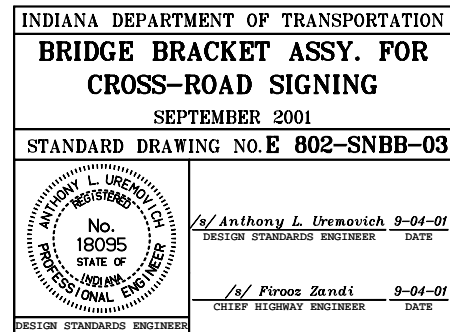 INDIANA DEPARTMENT OF TRANSPORTATION
BRIDGE BRACKET ASSY. FOR
CROSS-ROAD SIGNING
SEPTEMBER 2001
STANDARD DRAWING NO. E 802-SNBB-03
ANTHONY L. UREMOVICH
REGISTERED
No.
18095
STATE OF
INDIANA
PROFESSIONAL ENGINEER
DESIGN STANDARDS ENGINEER
/s/ Anthony L. Uremovich 9-04-01
DESIGN STANDARDS ENGINEER DATE
/s/ Firooz Zandi 9-04-01
CHIEF HIGHWAY ENGINEER DATE